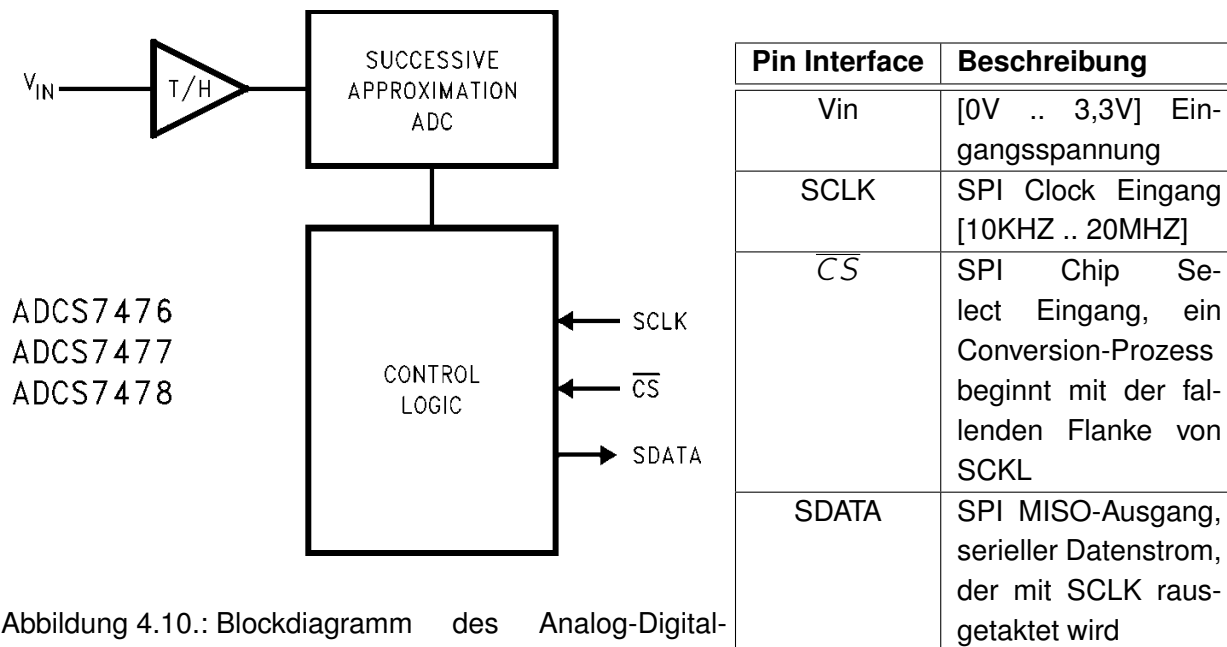 V_IN
T/H
SUCCESSIVE
APPROXIMATION
ADC
ADCS7476
ADCS7477
ADCS7478
CONTROL
LOGIC
SCLK
C̅S̅
SDATA
Abbildung 4.10.: Blockdiagramm des Analog-Digital-
Pin Interface Beschreibung
Vin [0V .. 3,3V] Ein-
gangsspannung
SCLK SPI Clock Eingang
[10KHZ .. 20MHZ]
C̅S̅ SPI Chip Se-
lect Eingang, ein
Conversion-Prozess
beginnt mit der fal-
lenden Flanke von
SCKL
SDATA SPI MISO-Ausgang,
serieller Datenstrom,
der mit SCLK raus-
getaktet wird